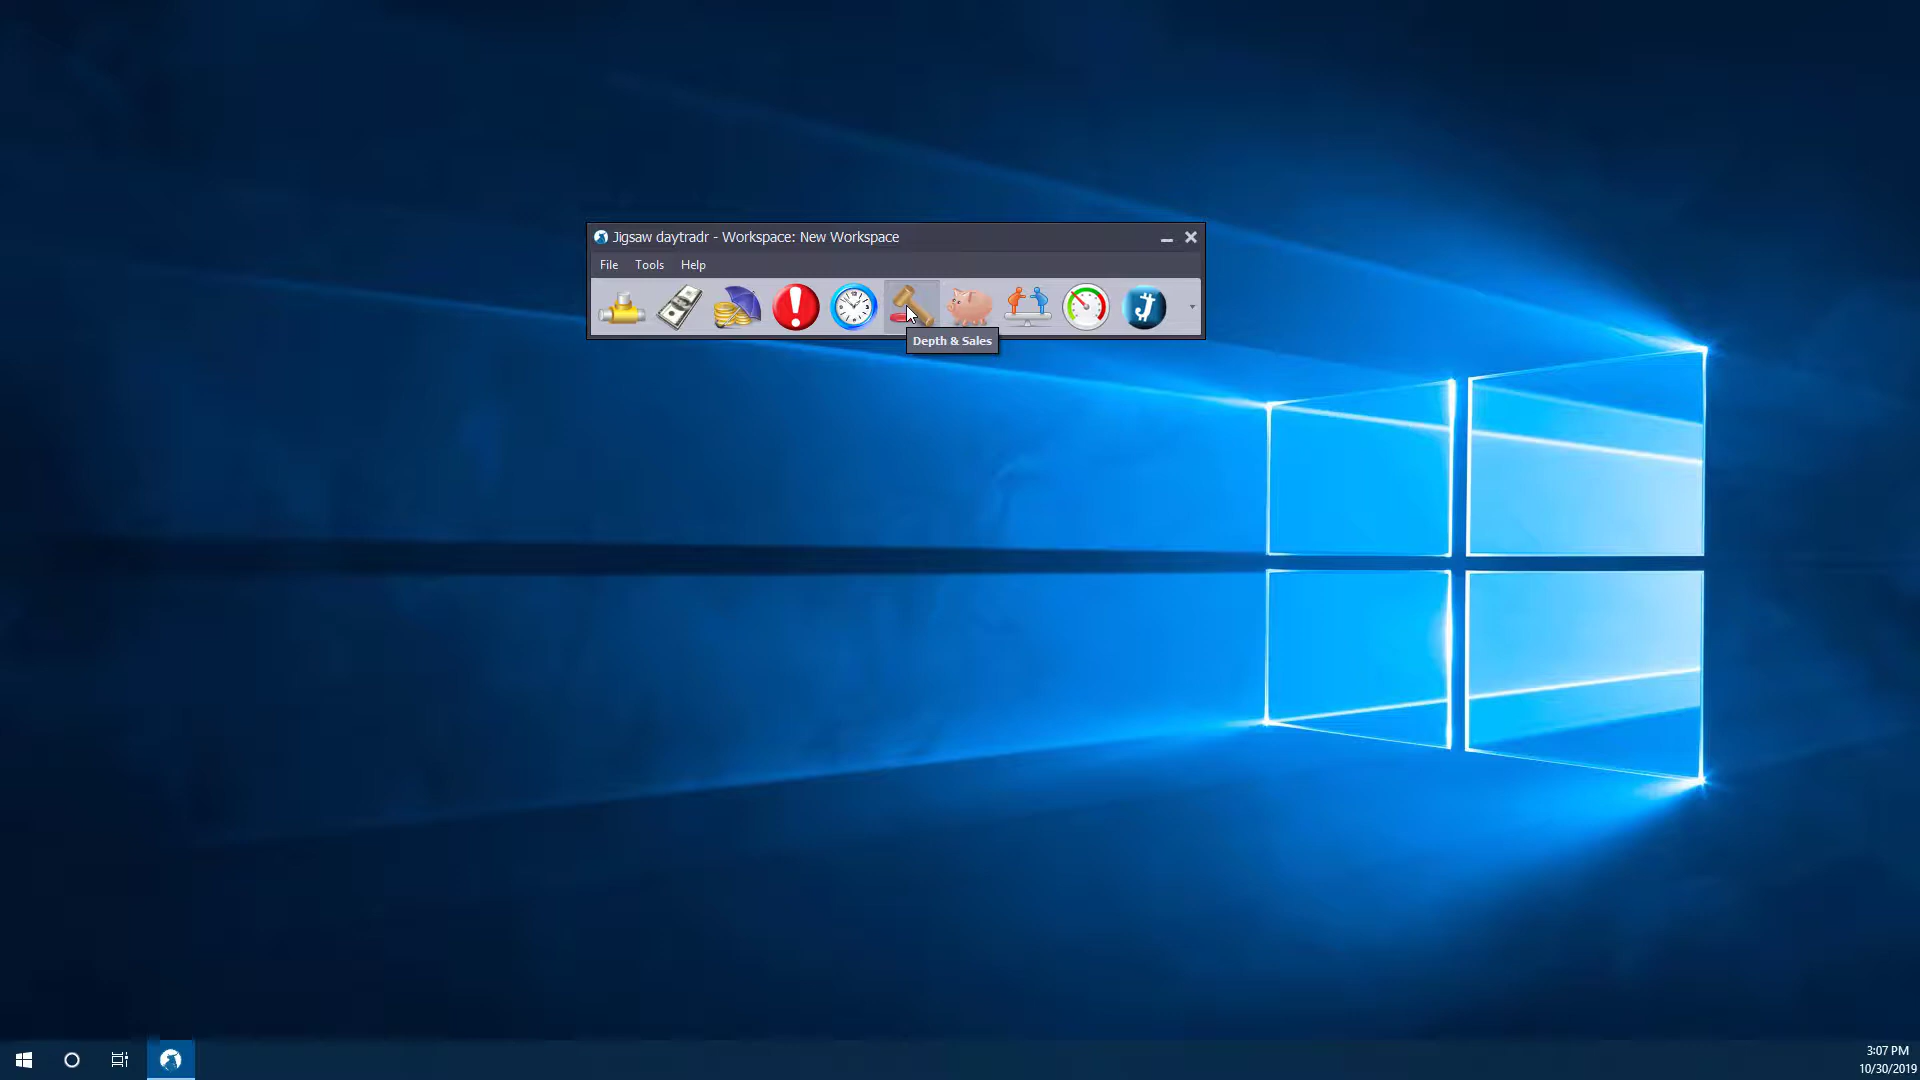 Jigsaw daytradr - Workspace: New Workspace
File Tools Help
Depth & Sales
3:07 PM
10/30/2019